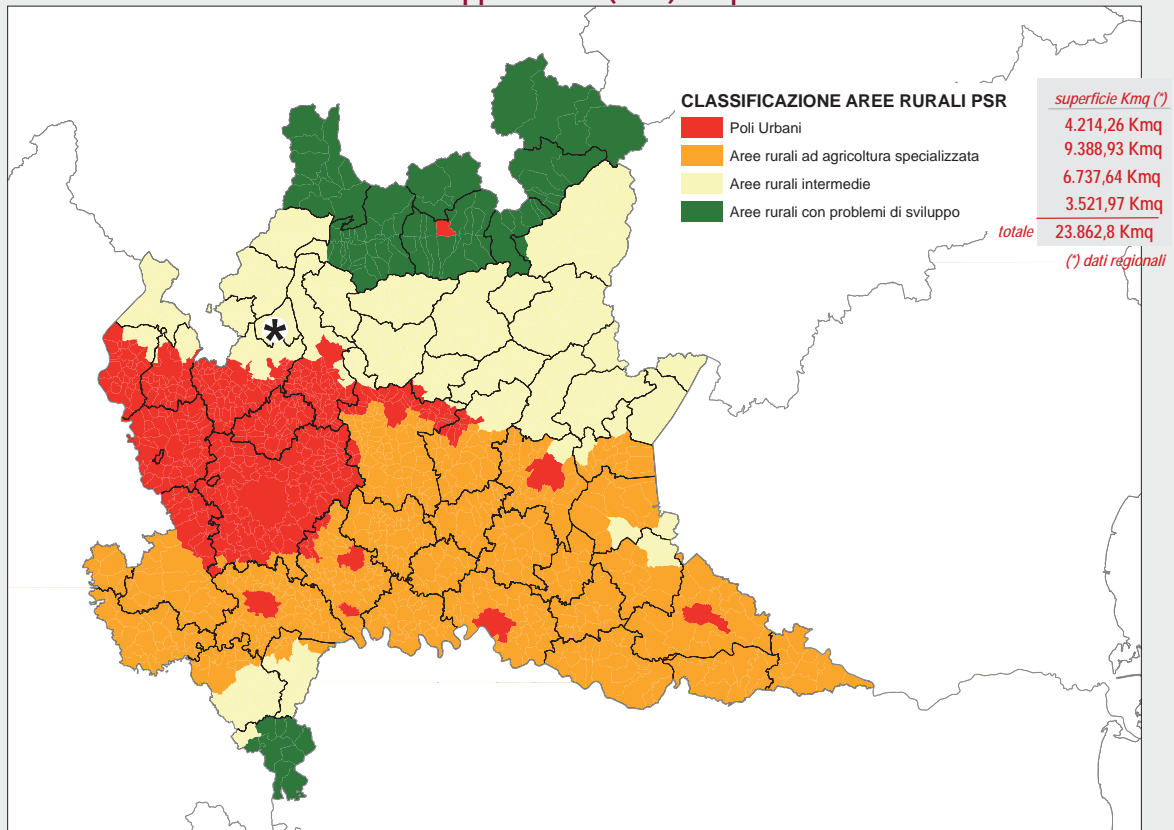 CLASSIFICAZIONE AREE RURALI PSR
superficie Kmq (*)
Poli Urbani
4.214,26 Kmq
Aree rurali ad agricoltura specializzata
9.388,93 Kmq
Aree rurali intermedie
6.737,64 Kmq
Aree rurali con problemi di sviluppo
3.521,97 Kmq
totale 23.862,8 Kmq
(*) dati regionali
*